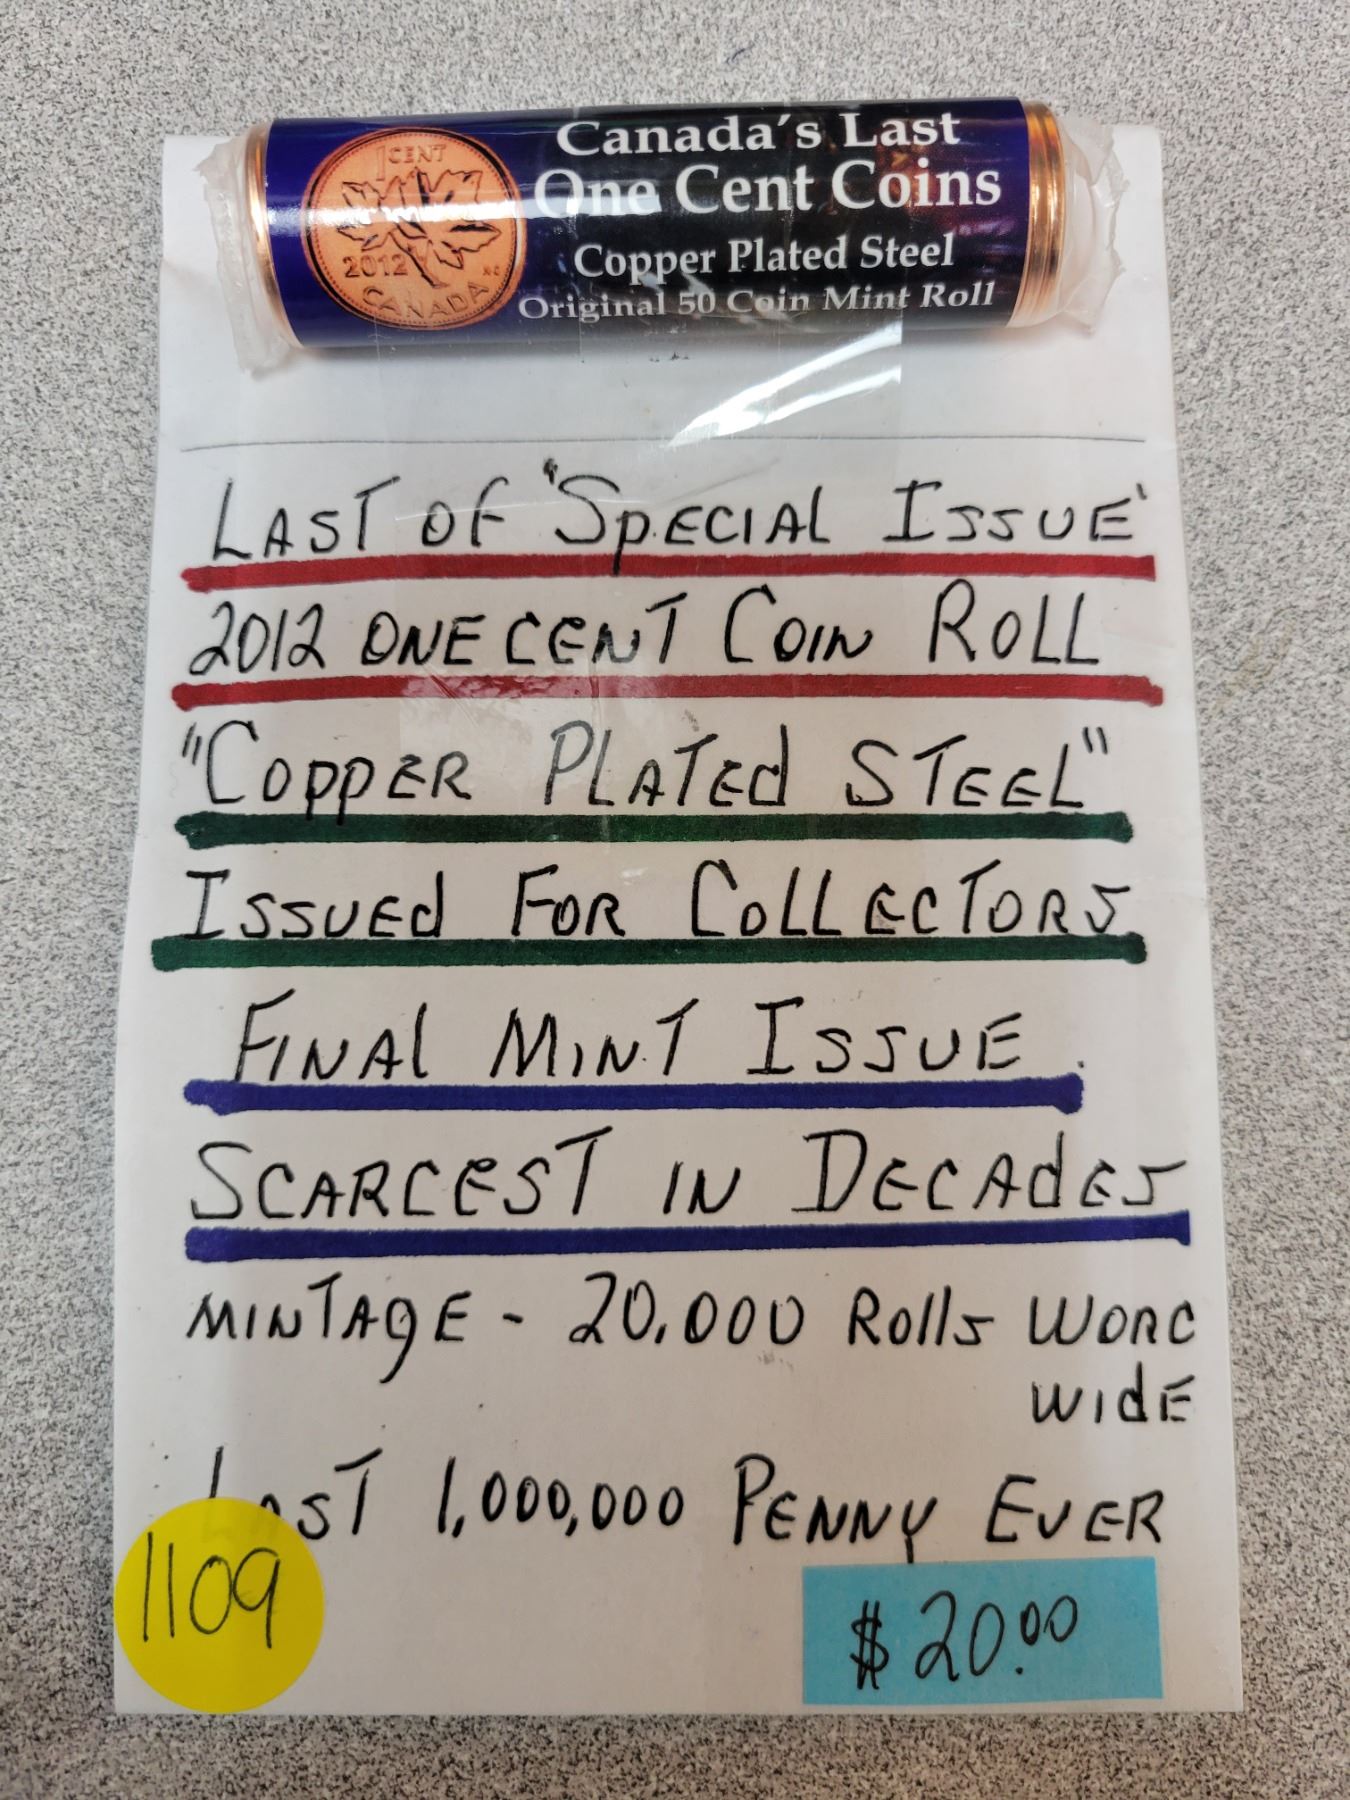 1 CENT
2012
CANADA
Canada's Last
One Cent Coins
Copper Plated Steel
Original 50 Coin Mint Roll
LAST OF "SPECIAL ISSUE'
2012 ONE CENT COIN ROLL
"COPPER PLATEd STEEL"
ISSUEd FOR COLLECTORS
FINAL MINT ISSUE.
SCARCEST IN DECAdES
MINTAgE - 20,000 Rolls WORLD
WIdE
LAST 1,000,000 PENNY EVER
1109
$20.00